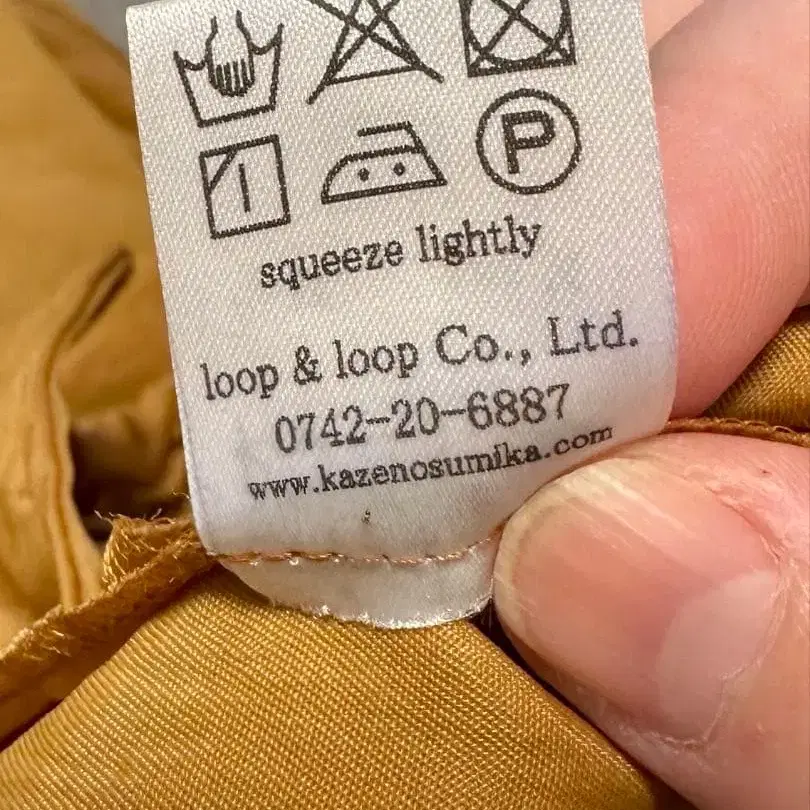 P
squeeze lightly
loop & loop Co., Ltd.
0742-20-6887
www.kazenosumika.com